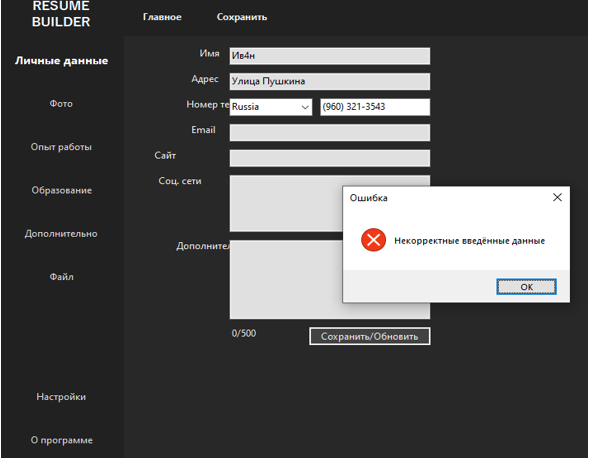 RESUME
BUILDER
Главное
Сохранить
Личные данные
Фото
Опыт работы
Образование
Дополнительно
Файл
Настройки
О программе
Имя
Ив4н
Адрес
Улица Пушкина
Номер те
Russia
(960) 321-3543
Email
Сайт
Соц. сети
Дополнител
0/500
Сохранить/Обновить
Ошибка
Некорректные введённые данные
OK